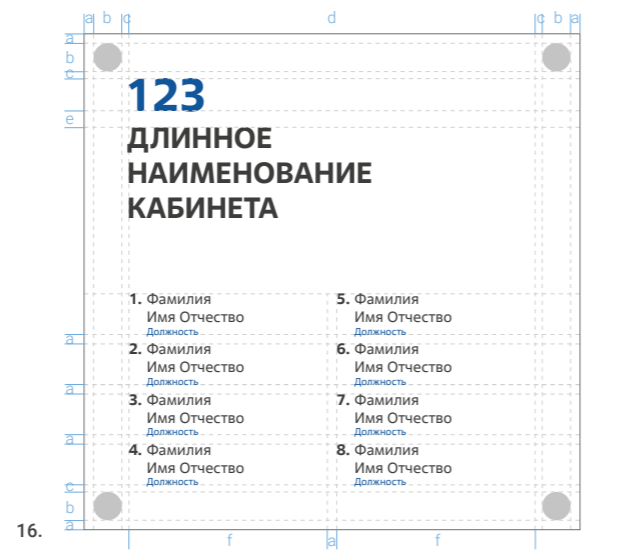 a b c d c b a
a
b
c
123
e
ДЛИННОЕ
НАИМЕНОВАНИЕ
КАБИНЕТА
1. Фамилия
Имя Отчество
Должность
a
2. Фамилия
Имя Отчество
Должность
a
3. Фамилия
Имя Отчество
Должность
a
4. Фамилия
Имя Отчество
Должность
5. Фамилия
Имя Отчество
Должность
6. Фамилия
Имя Отчество
Должность
7. Фамилия
Имя Отчество
Должность
8. Фамилия
Имя Отчество
Должность
c
b
a
16.
f a f